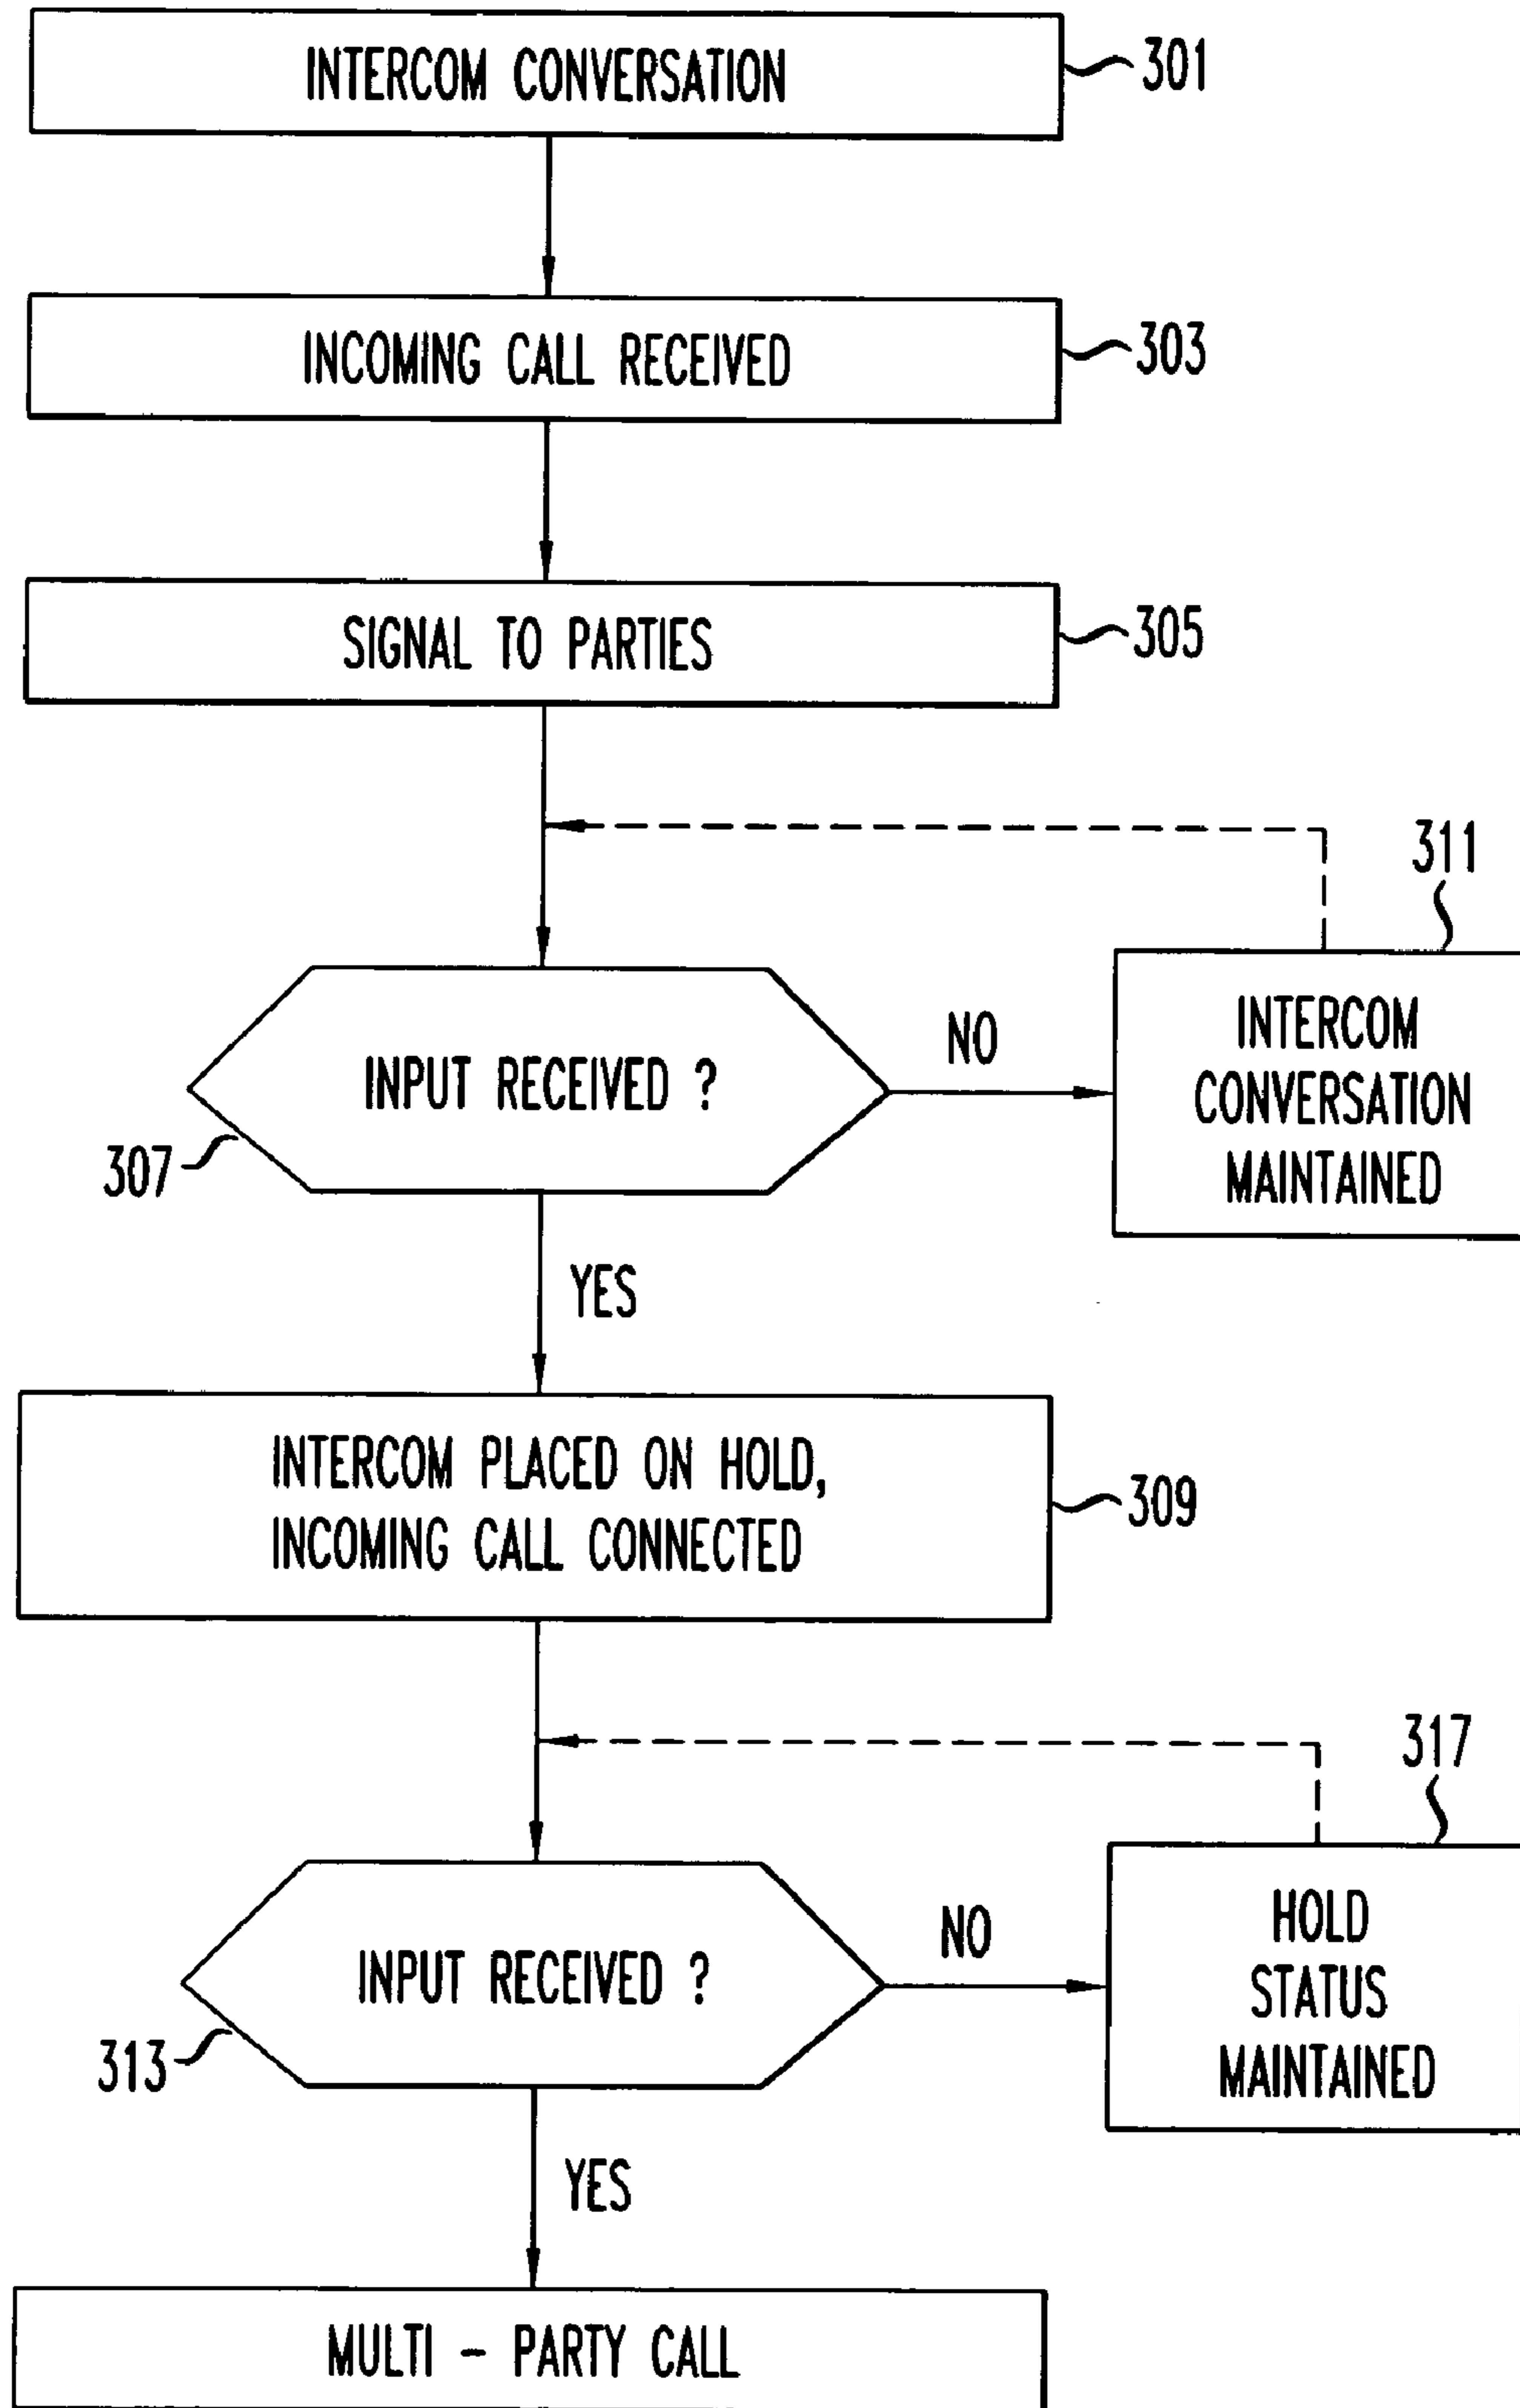 INTERCOM CONVERSATION
301
INCOMING CALL RECEIVED
303
SIGNAL TO PARTIES
305
311
INPUT RECEIVED ?
307
NO
INTERCOM
CONVERSATION
MAINTAINED
YES
INTERCOM PLACED ON HOLD,
INCOMING CALL CONNECTED
309
317
INPUT RECEIVED ?
313
NO
HOLD
STATUS
MAINTAINED
YES
MULTI - PARTY CALL